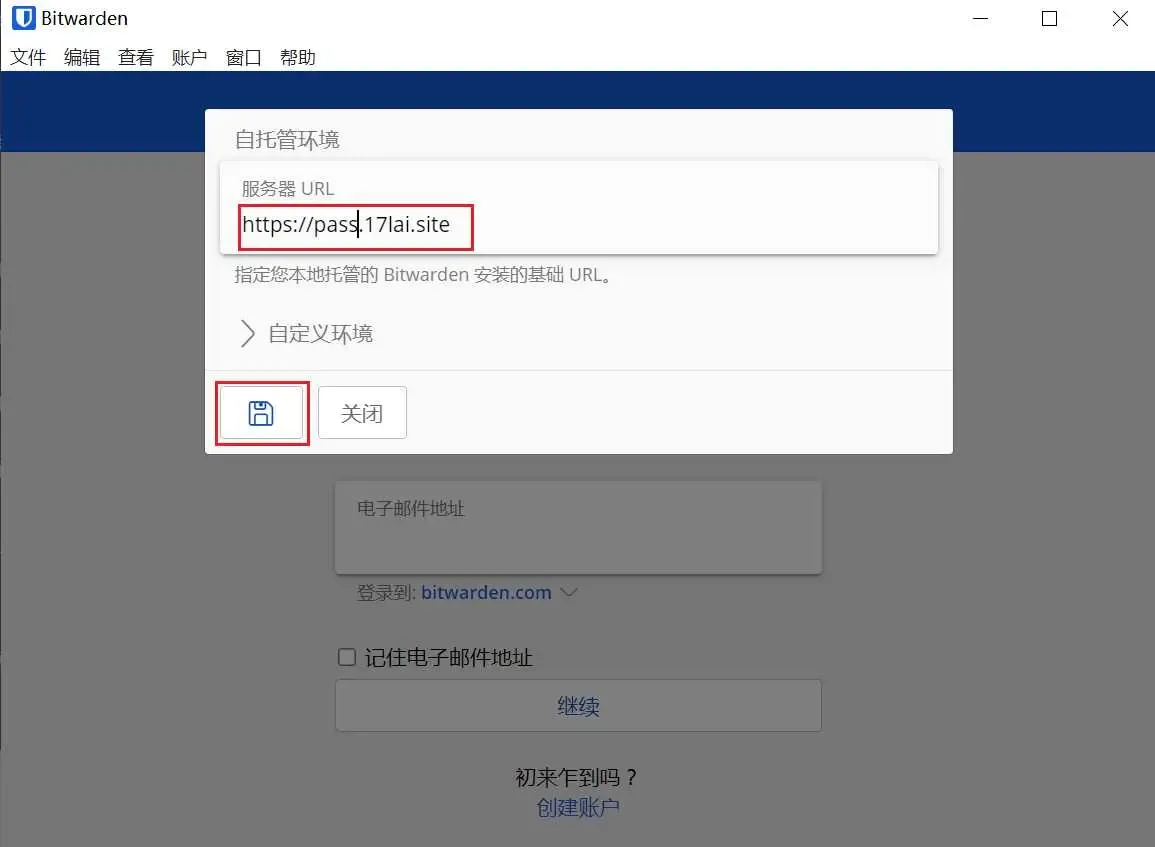 Bitwarden
文件 编辑 查看 账户 窗口 帮助
自托管环境
服务器 URL
https://pass.17lai.site
指定您本地托管的 Bitwarden 安装的基础 URL。
自定义环境
关闭
电子邮件地址
登录到: bitwarden.com
记住电子邮件地址
继续
初来乍到吗？
创建账户